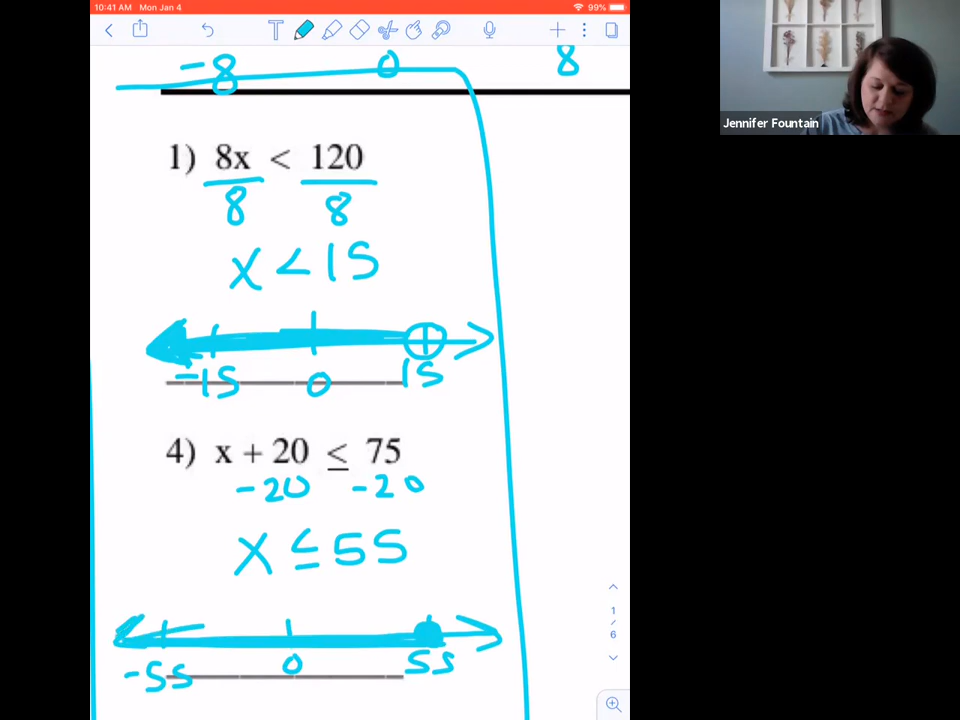 10:41 AM Mon Jan 4
99%
-8 0 8
Jennifer Fountain
1) 8x < 120
8 8
x < 15
-15 0 15
4) x + 20 ≤ 75
-20 -20
x ≤ 55
-55 0 55
1
/
6